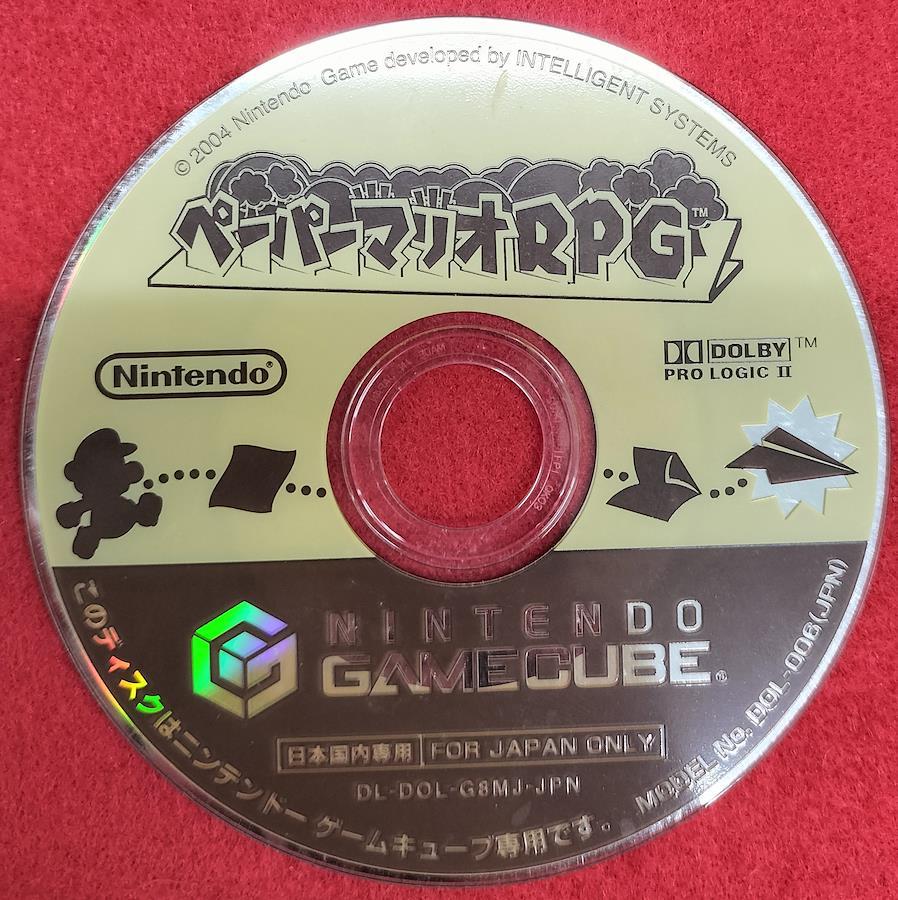 ©2004 Nintendo Game developed by INTELLIGENT SYSTEMS
ペーパーマリオRPG™
Nintendo®
DOLBY™
PRO LOGIC II
NINTENDO
GAMECUBE®
日本国内専用 FOR JAPAN ONLY
DL-DOL-G8MJ-JPN
このディスクはニンテンドー ゲームキューブ専用です。 MODEL No. DOL-006(JPN)